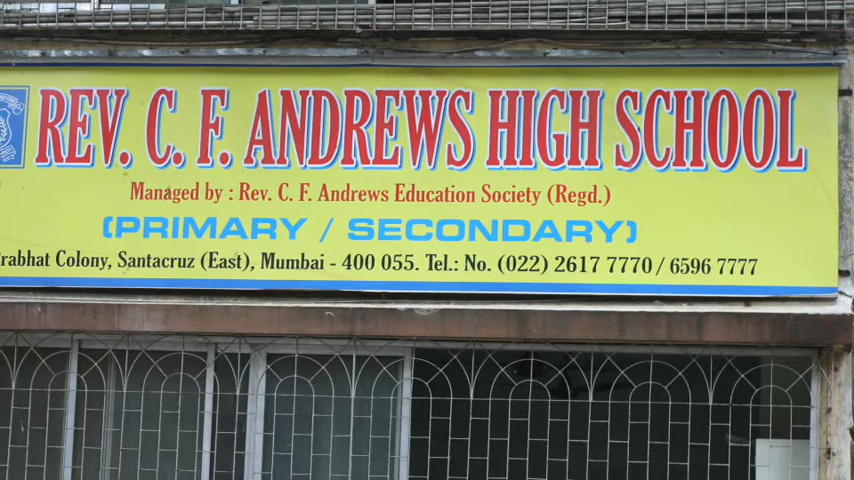 REV. C. F. ANDREWS HIGH SCHOOL
Managed by : Rev. C. F. Andrews Education Society (Regd.)
(PRIMARY / SECONDARY)
Colony, Santacruz (East), Mumbai - 400 055. Tel.: No. (022) 2617 7770 / 6596 7777